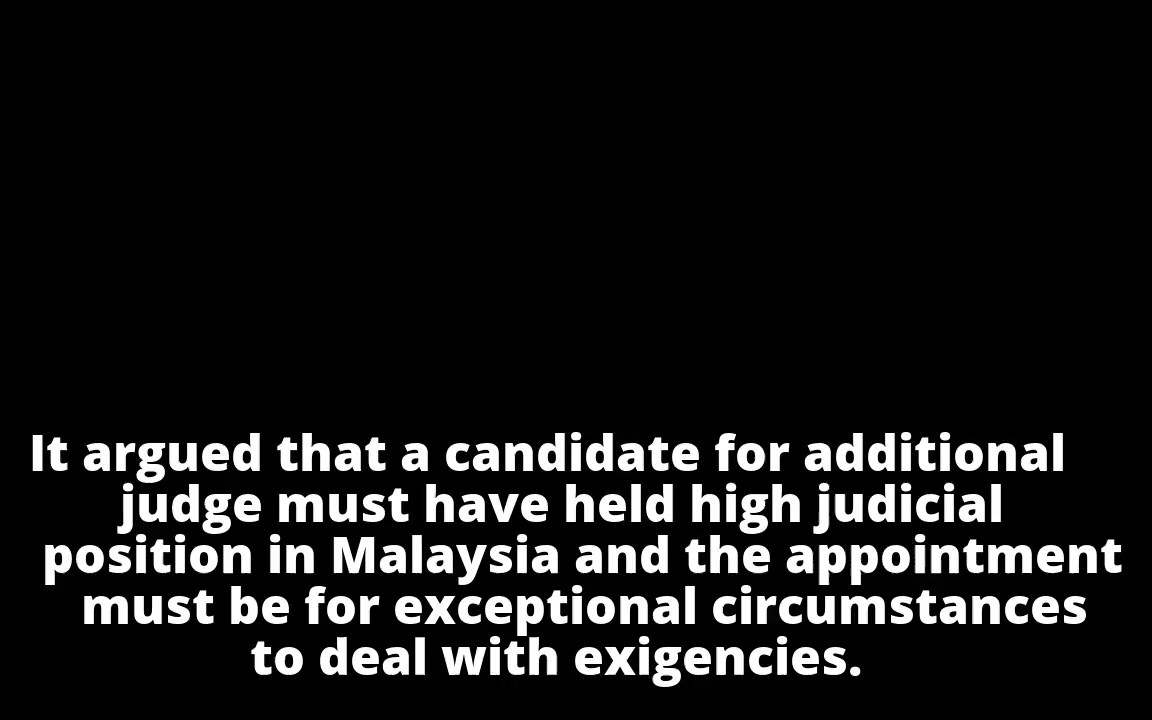 It argued that a candidate for additional
judge must have held high judicial
position in Malaysia and the appointment
must be for exceptional circumstances
to deal with exigencies.